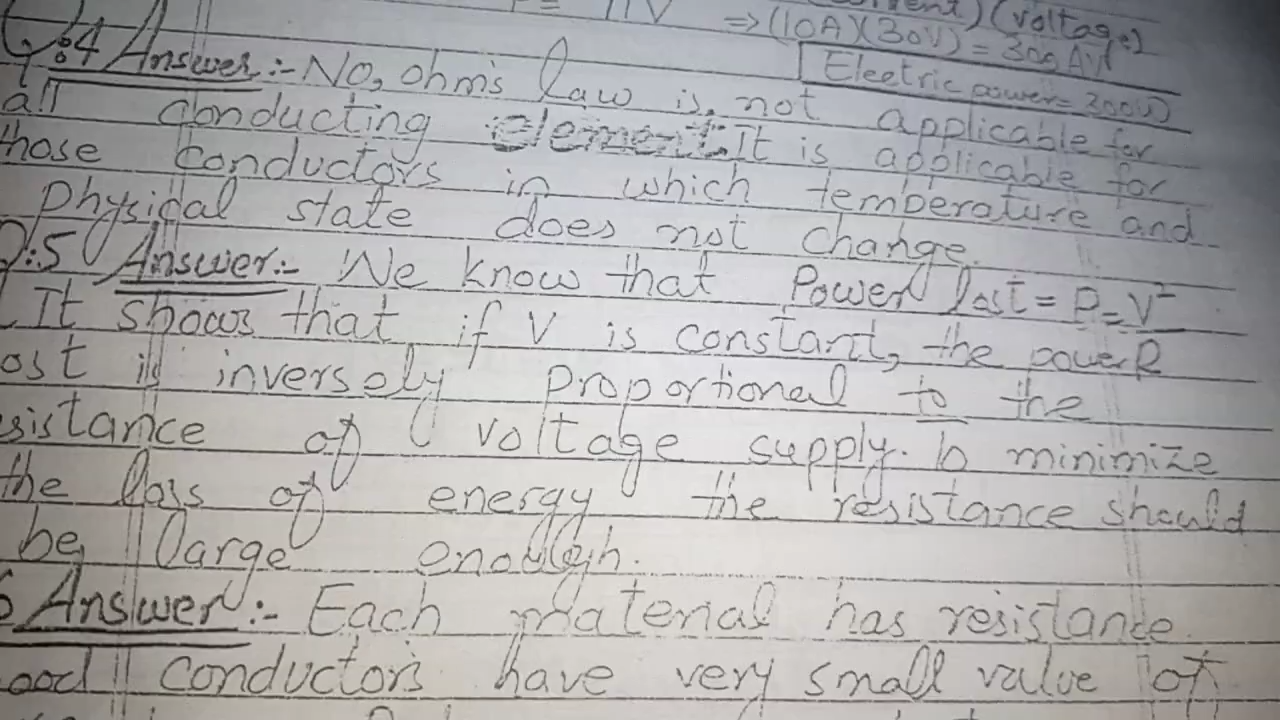 ⇒(10A)(30V) = 300 AV
Electric power = 300W
Q:4 Answer:- No, ohm's law is not applicable for
all conducting element. It is applicable for
those conductors in which temperature and
physical state does not change.
Q:5 Answer:- We know that Power lost = P = V²
R
It shows that if V is constant, the power
lost is inversely proportional to the
resistance of voltage supply. To minimize
the loss of energy the resistance should
be large enough.
6 Answer:- Each material has resistance.
Good conductors have very small value of